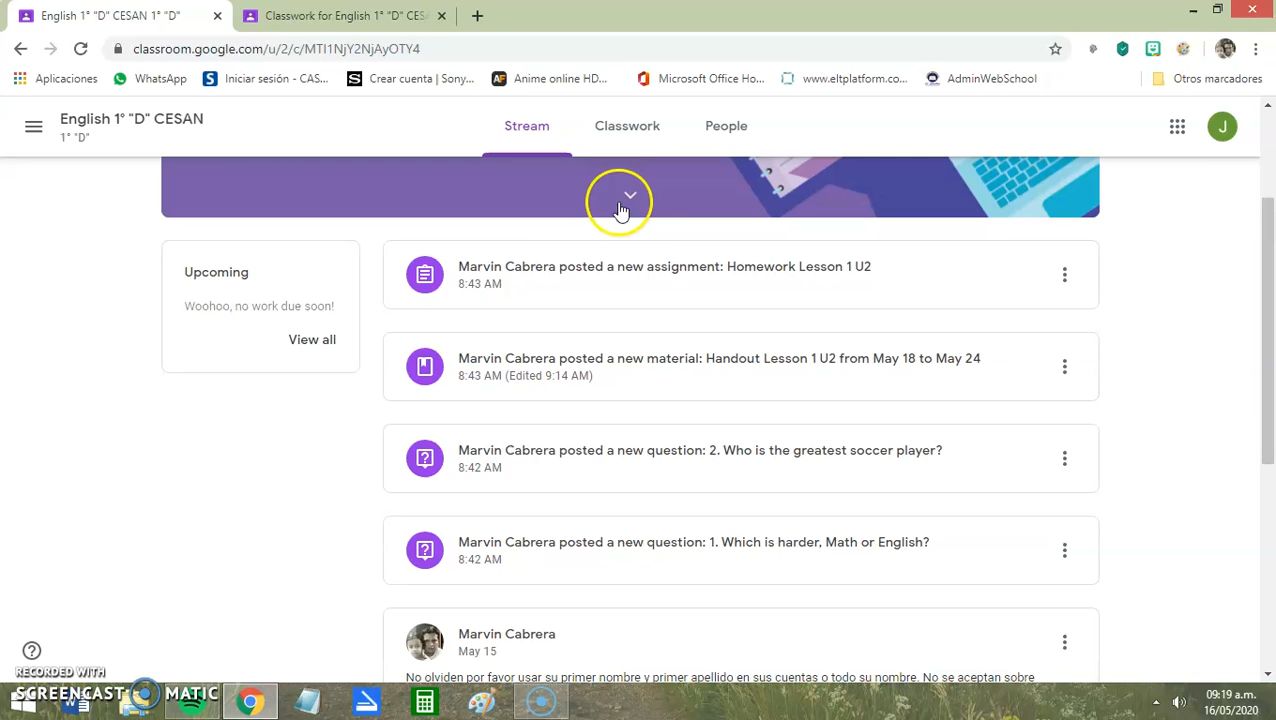 English 1° "D" CESAN 1° "D"
Classwork for English 1° "D" CES
classroom.google.com/u/2/c/MTI1NjY2NjAyOTY4
Aplicaciones
WhatsApp
Iniciar sesión - CAS...
Crear cuenta | Sony...
Anime online HD...
Microsoft Office Ho...
www.eltplatform.co...
AdminWebSchool
Otros marcadores
English 1° "D" CESAN
1° "D"
Stream
Classwork
People
J
Upcoming
Woohoo, no work due soon!
View all
Marvin Cabrera posted a new assignment: Homework Lesson 1 U2
8:43 AM
Marvin Cabrera posted a new material: Handout Lesson 1 U2 from May 18 to May 24
8:43 AM (Edited 9:14 AM)
Marvin Cabrera posted a new question: 2. Who is the greatest soccer player?
8:42 AM
Marvin Cabrera posted a new question: 1. Which is harder, Math or English?
8:42 AM
Marvin Cabrera
May 15
No olviden por favor usar su primer nombre y primer apellido en sus cuentas o todo su nombre. No se aceptan sobre
RECORDED WITH
SCREENCAST MATIC
09:19 a.m.
16/05/2020